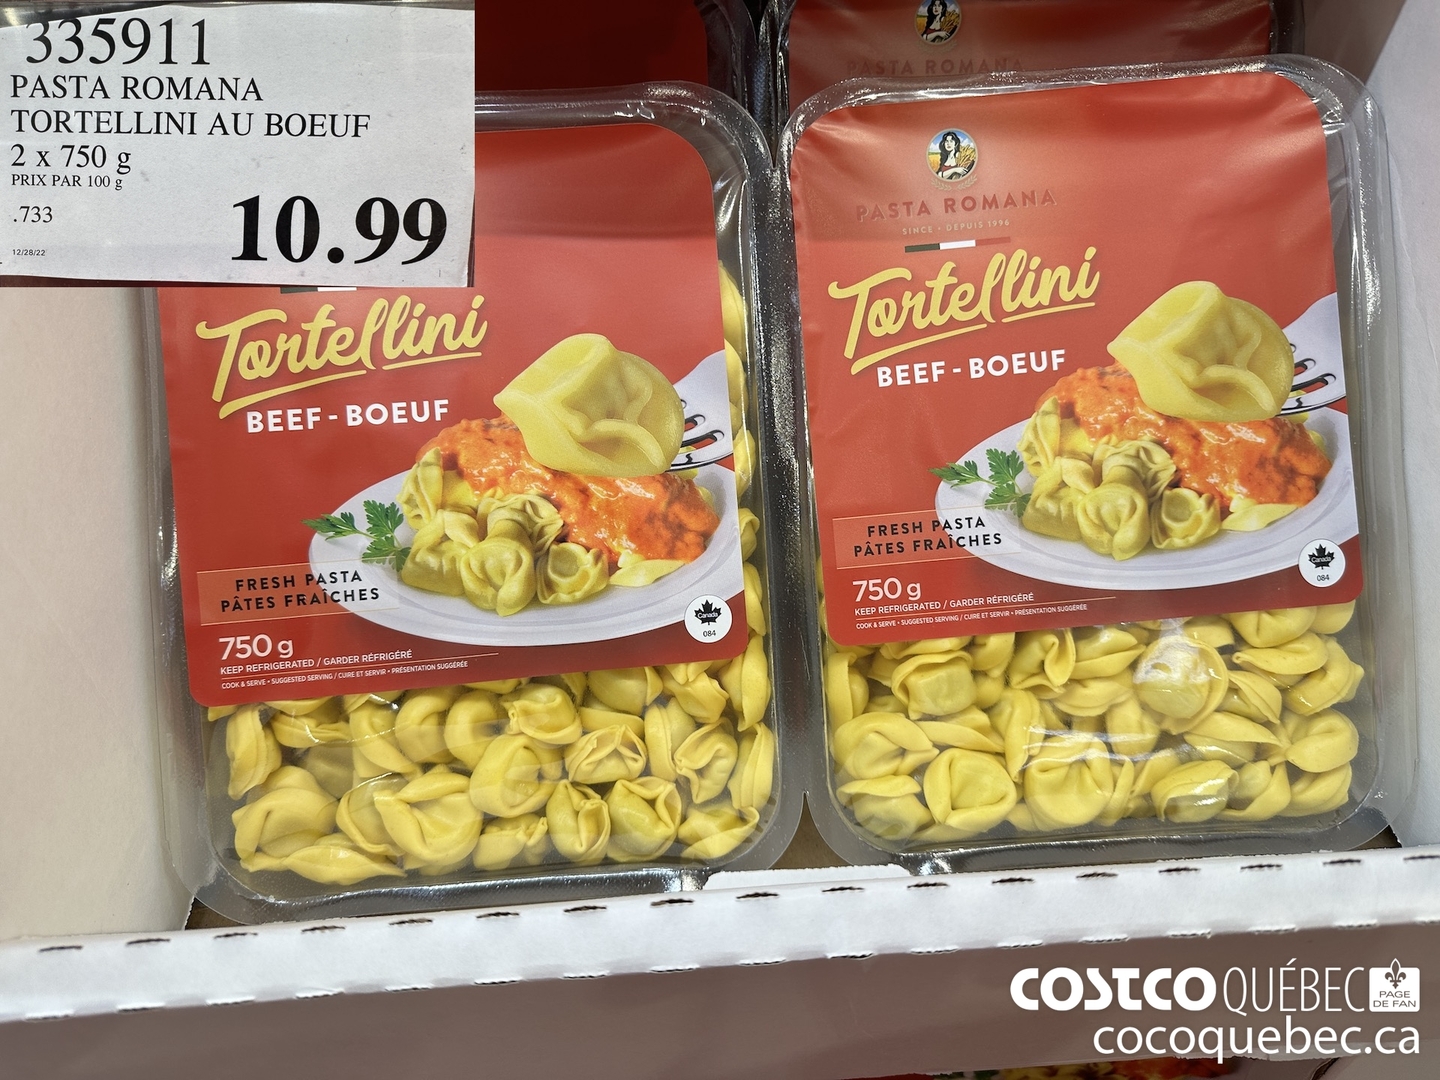 335911
PASTA ROMANA
TORTELLINI AU BOEUF
2 x 750 g
PRIX PAR 100 g
.733
10.99
12/28/22
Tortellini
BEEF - BOEUF
FRESH PASTA
PÂTES FRAÎCHES
750 g
KEEP REFRIGERATED / GARDER RÉFRIGÉRÉ
COOK & SERVE • SUGGESTED SERVING / CUIRE ET SERVIR • PRÉSENTATION SUGGÉRÉE
Canada
084
PASTA ROMANA
PASTA ROMANA
SINCE • DEPUIS 1996
Tortellini
BEEF - BOEUF
FRESH PASTA
PÂTES FRAÎCHES
750 g
KEEP REFRIGERATED / GARDER RÉFRIGÉRÉ
COOK & SERVE • SUGGESTED SERVING / CUIRE ET SERVIR • PRÉSENTATION SUGGÉRÉE
Canada
084
COSTCO QUÉBEC PAGE DE FAN
cocoquebec.ca